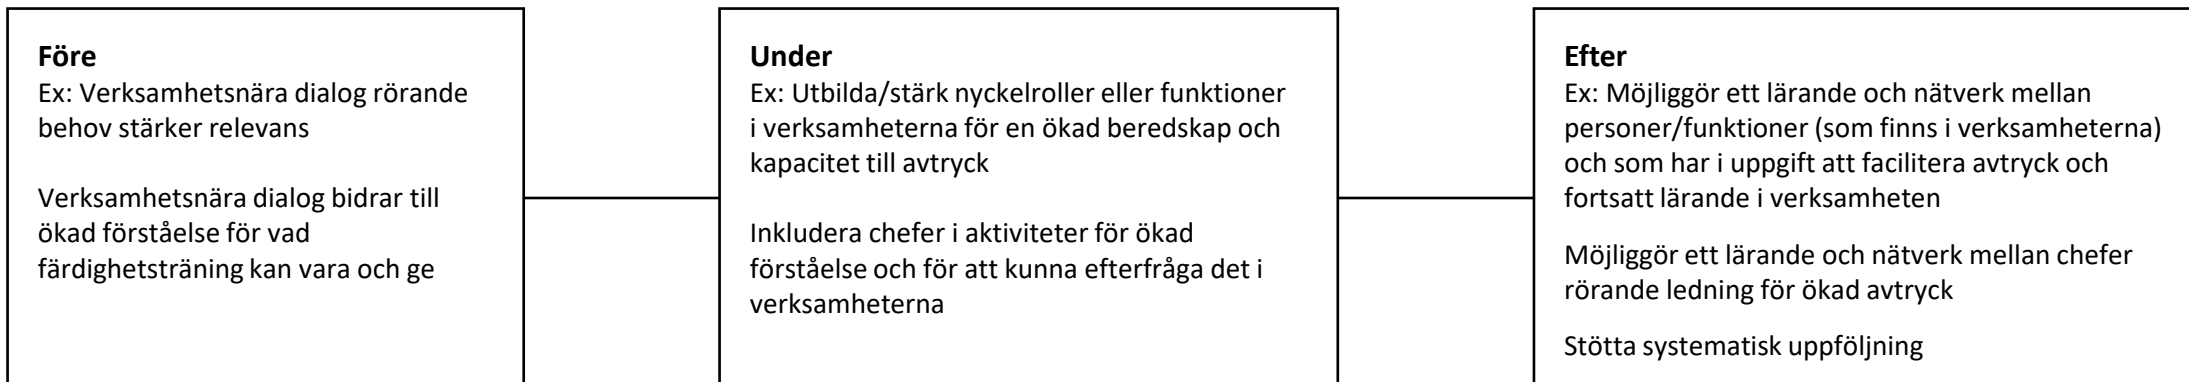 Före
Ex: Verksamhetsnära dialog rörande
behov stärker relevans
Verksamhetsnära dialog bidrar till
ökad förståelse för vad
färdighetsträning kan vara och ge
Under
Ex: Utbilda/stärk nyckelroller eller funktioner
i verksamheterna för en ökad beredskap och
kapacitet till avtryck
Inkludera chefer i aktiviteter för ökad
förståelse och för att kunna efterfråga det i
verksamheterna
Efter
Ex: Möjliggör ett lärande och nätverk mellan
personer/funktioner (som finns i verksamheterna)
och som har i uppgift att facilitera avtryck och
fortsatt lärande i verksamheten
Möjliggör ett lärande och nätverk mellan chefer
rörande ledning för ökad avtryck
Stötta systematisk uppföljning